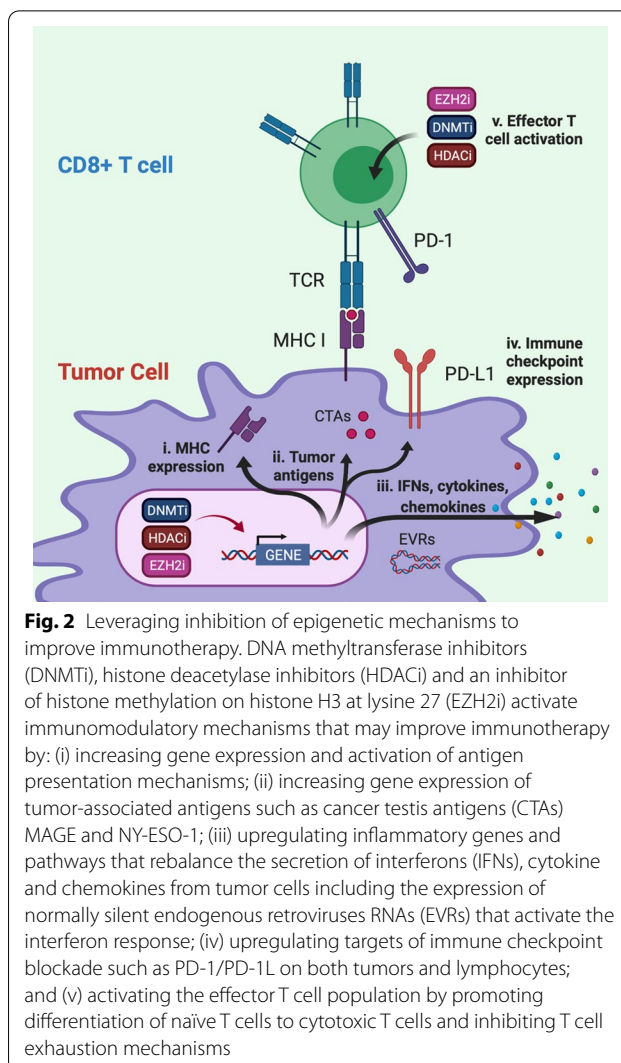 EZH2i
DNMTi
HDACi
v. Effector T
cell activation
CD8+ T cell
PD-1
TCR
MHC I
iv. Immune
checkpoint
expression
Tumor Cell
PD-L1
CTAs
i. MHC
expression
ii. Tumor
antigens
iii. IFNs, cytokines,
chemokines
DNMTi
HDACi
EZH2i
GENE
EVRs
Fig. 2 Leveraging inhibition of epigenetic mechanisms to
improve immunotherapy. DNA methyltransferase inhibitors
(DNMTi), histone deacetylase inhibitors (HDACi) and an inhibitor
of histone methylation on histone H3 at lysine 27 (EZH2i) activate
immunomodulatory mechanisms that may improve immunotherapy
by: (i) increasing gene expression and activation of antigen
presentation mechanisms; (ii) increasing gene expression of
tumor-associated antigens such as cancer testis antigens (CTAs)
MAGE and NY-ESO-1; (iii) upregulating inflammatory genes and
pathways that rebalance the secretion of interferons (IFNs), cytokine
and chemokines from tumor cells including the expression of
normally silent endogenous retroviruses RNAs (EVRs) that activate the
interferon response; (iv) upregulating targets of immune checkpoint
blockade such as PD-1/PD-1L on both tumors and lymphocytes;
and (v) activating the effector T cell population by promoting
differentiation of naïve T cells to cytotoxic T cells and inhibiting T cell
exhaustion mechanisms